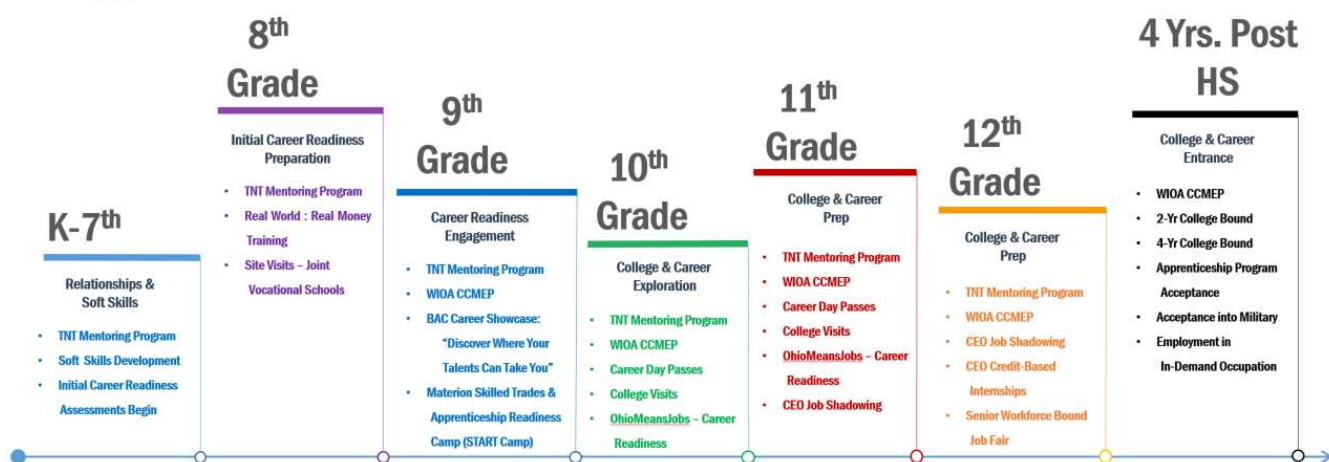 K-7th
Relationships &
Soft Skills
• TNT Mentoring Program
• Soft Skills Development
• Initial Career Readiness
Assessments Begin
8th
Grade
Initial Career Readiness
Preparation
• TNT Mentoring Program
• Real World : Real Money
Training
• Site Visits – Joint
Vocational Schools
9th
Grade
Career Readiness
Engagement
• TNT Mentoring Program
• WIOA CCMEP
• BAC Career Showcase:
"Discover Where Your
Talents Can Take You"
• Materion Skilled Trades &
Apprenticeship Readiness
Camp (START Camp)
10th
Grade
College & Career
Exploration
• TNT Mentoring Program
• WIOA CCMEP
• Career Day Passes
• College Visits
• OhioMeansJobs – Career
Readiness
11th
Grade
College & Career
Prep
• TNT Mentoring Program
• WIOA CCMEP
• Career Day Passes
• College Visits
• OhioMeansJobs – Career
Readiness
• CEO Job Shadowing
12th
Grade
College & Career
Prep
• TNT Mentoring Program
• WIOA CCMEP
• CEO Job Shadowing
• CEO Credit-Based
Internships
• Senior Workforce Bound
Job Fair
4 Yrs. Post
HS
College & Career
Entrance
• WIOA CCMEP
• 2-Yr College Bound
• 4-Yr College Bound
• Apprenticeship Program
Acceptance
• Acceptance into Military
• Employment in
In-Demand Occupation